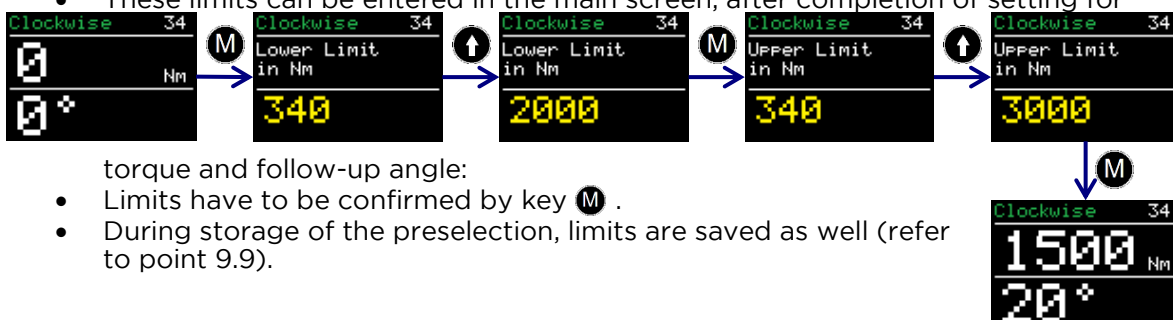 • These limits can be entered in the main screen, after completion of setting for
Clockwise 34
0 Nm
0°
M
Clockwise 34
Lower Limit
in Nm
340
Clockwise 34
Lower Limit
in Nm
2000
M
Clockwise 34
Upper Limit
in Nm
340
Clockwise 34
Upper Limit
in Nm
3000
M
Clockwise 34
1500 Nm
20°
torque and follow-up angle:
• Limits have to be confirmed by key M .
• During storage of the preselection, limits are saved as well (refer
to point 9.9).